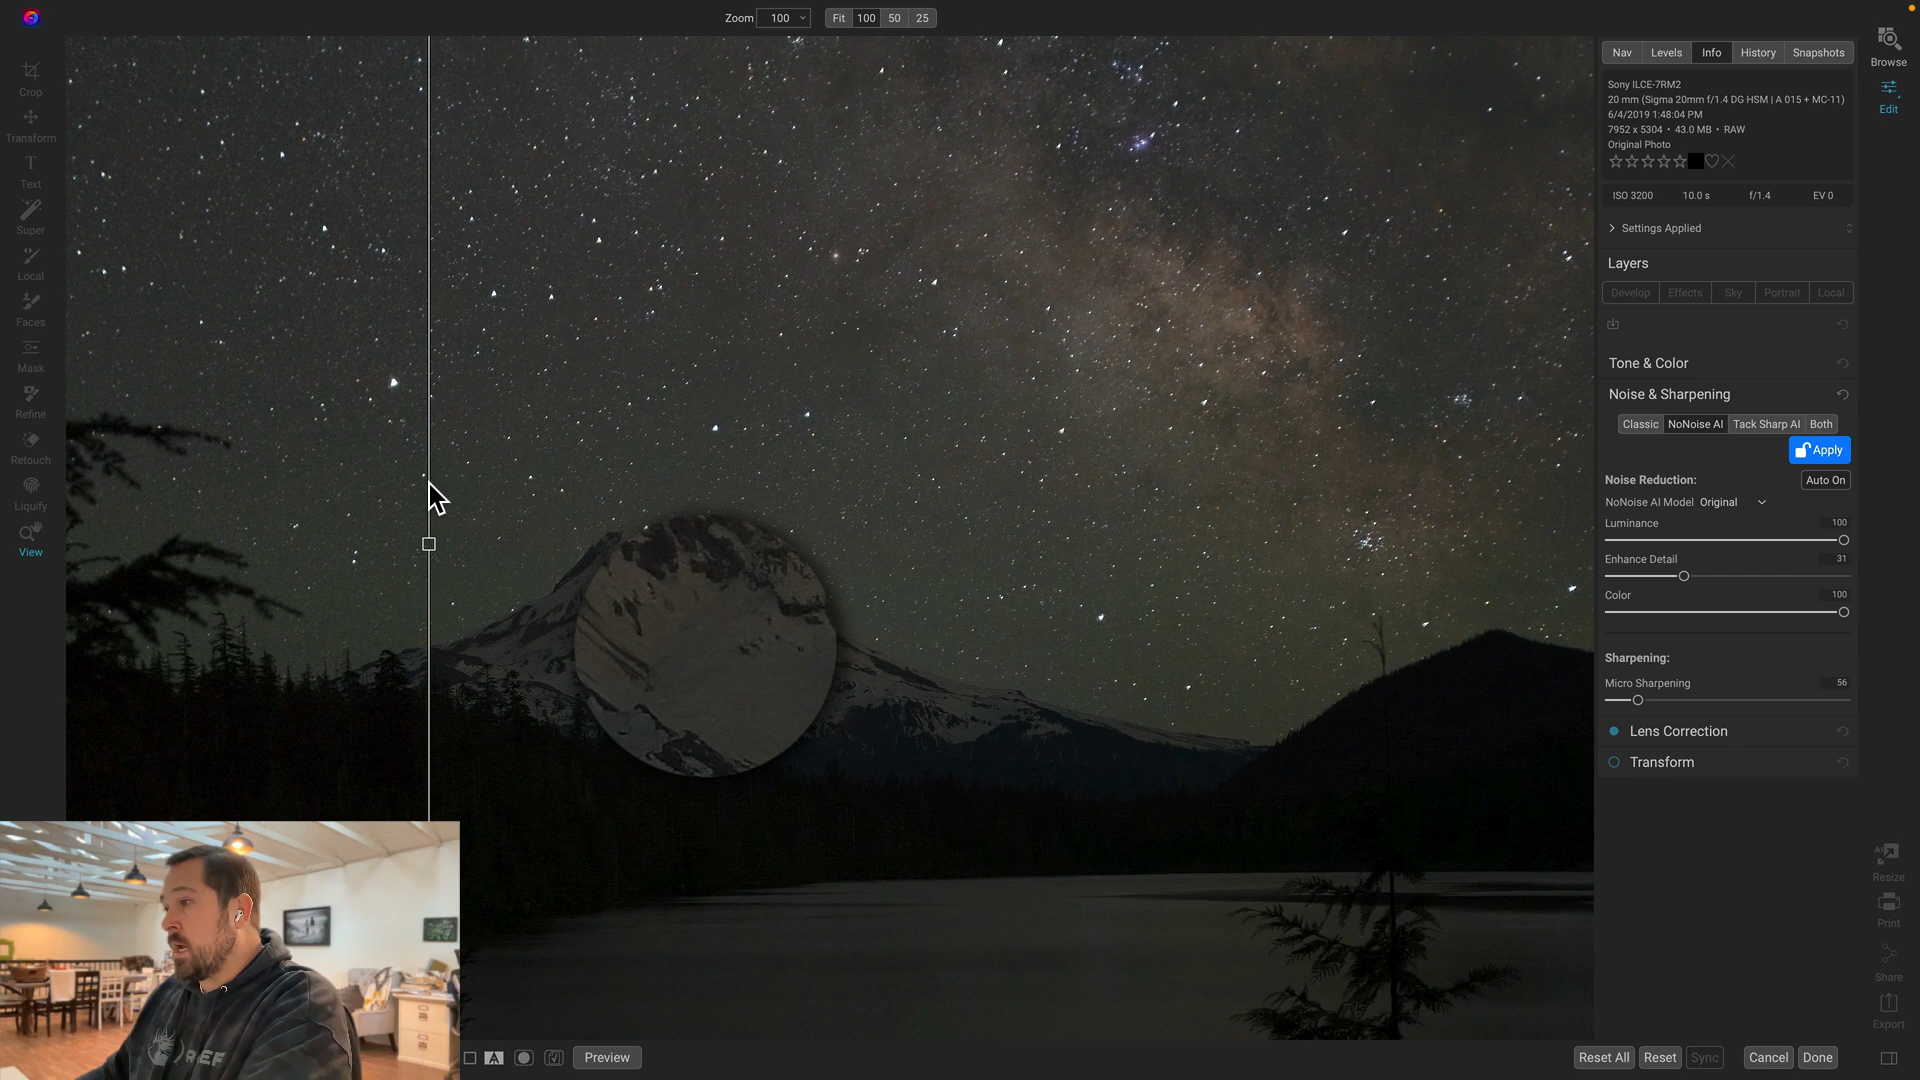 Zoom 100 Fit 100 50 25
Crop
Transform
Text
Super
Local
Faces
Mask
Refine
Retouch
Liquify
View
Nav Levels Info History Snapshots
Sony ILCE-7RM2
20 mm (Sigma 20mm f/1.4 DG HSM | A 015 + MC-11)
6/4/2019 1:48:04 PM
7952 x 5304 • 43.0 MB • RAW
Original Photo
ISO 3200 10.0 s f/1.4 EV 0
Settings Applied
Layers
Develop Effects Sky Portrait Local
Tone & Color
Noise & Sharpening
Classic NoNoise AI Tack Sharp AI Both
Apply
Noise Reduction: Auto On
NoNoise AI Model Original
Luminance 100
Enhance Detail 31
Color 100
Sharpening:
Micro Sharpening 56
Lens Correction
Transform
Browse
Edit
AI
Resize
Print
Share
Export
A Preview
Reset All Reset Sync Cancel Done